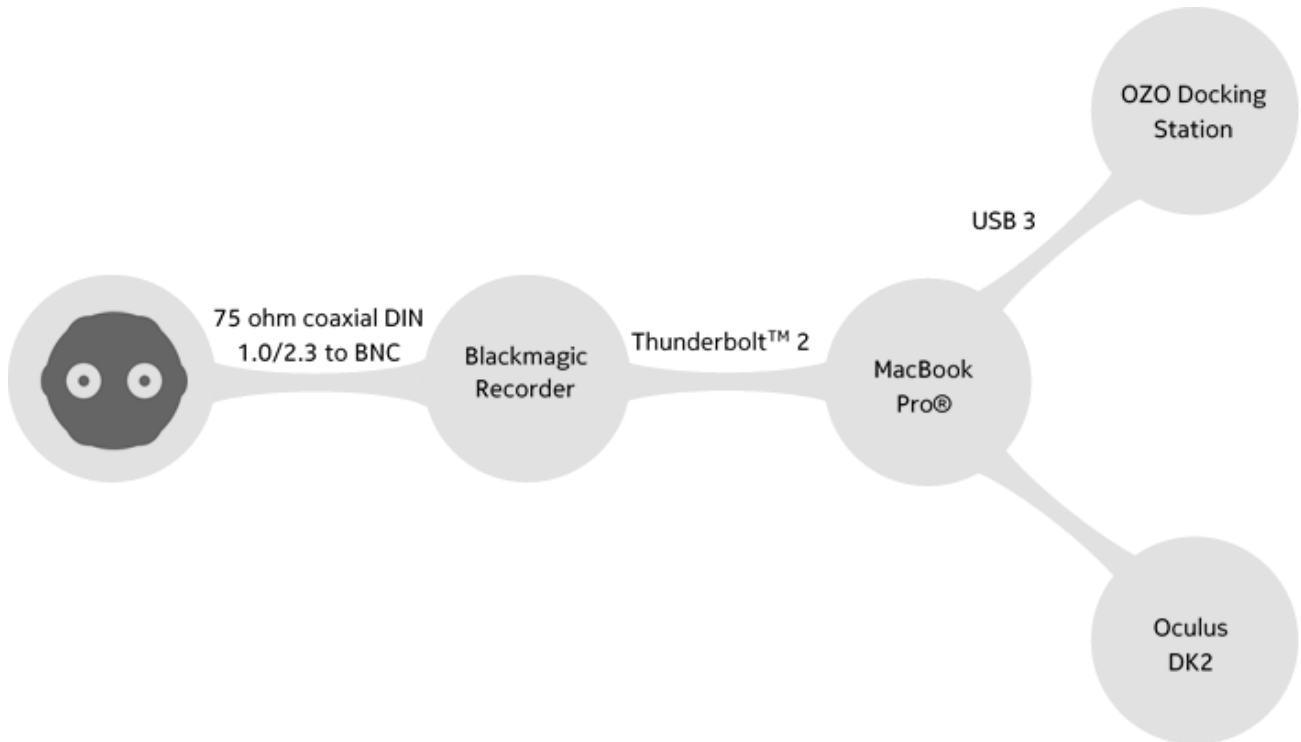 OZO Docking
Station
USB 3
75 ohm coaxial DIN
1.0/2.3 to BNC
Blackmagic
Recorder
Thunderbolt™ 2
MacBook
Pro®
Oculus
DK2